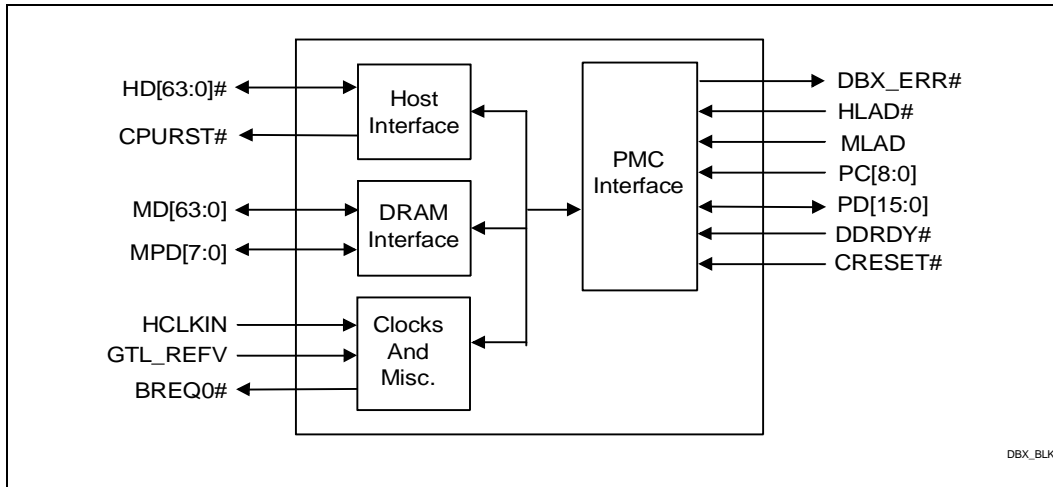 HD[63:0]#
CPURST#
Host
Interface
MD[63:0]
MPD[7:0]
DRAM
Interface
HCLKIN
GTL_REFV
BREQ0#
Clocks
And
Misc.
PMC
Interface
DBX_ERR#
HLAD#
MLAD
PC[8:0]
PD[15:0]
DDRDY#
CRESET#
DBX_BLK